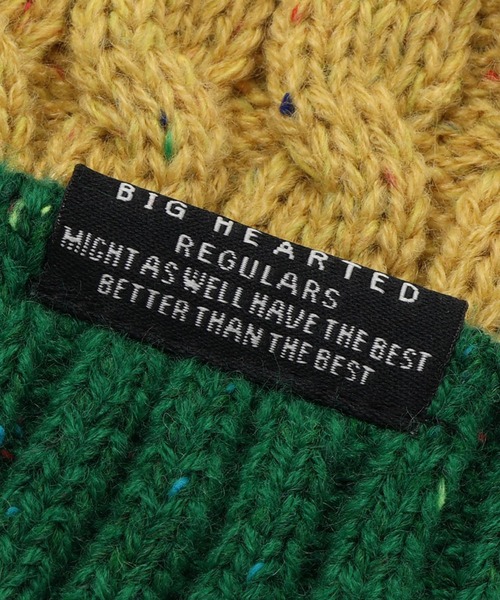 BIG HEARTED
REGULARS
MIGHT AS WELL HAVE THE BEST
BETTER THAN THE BEST